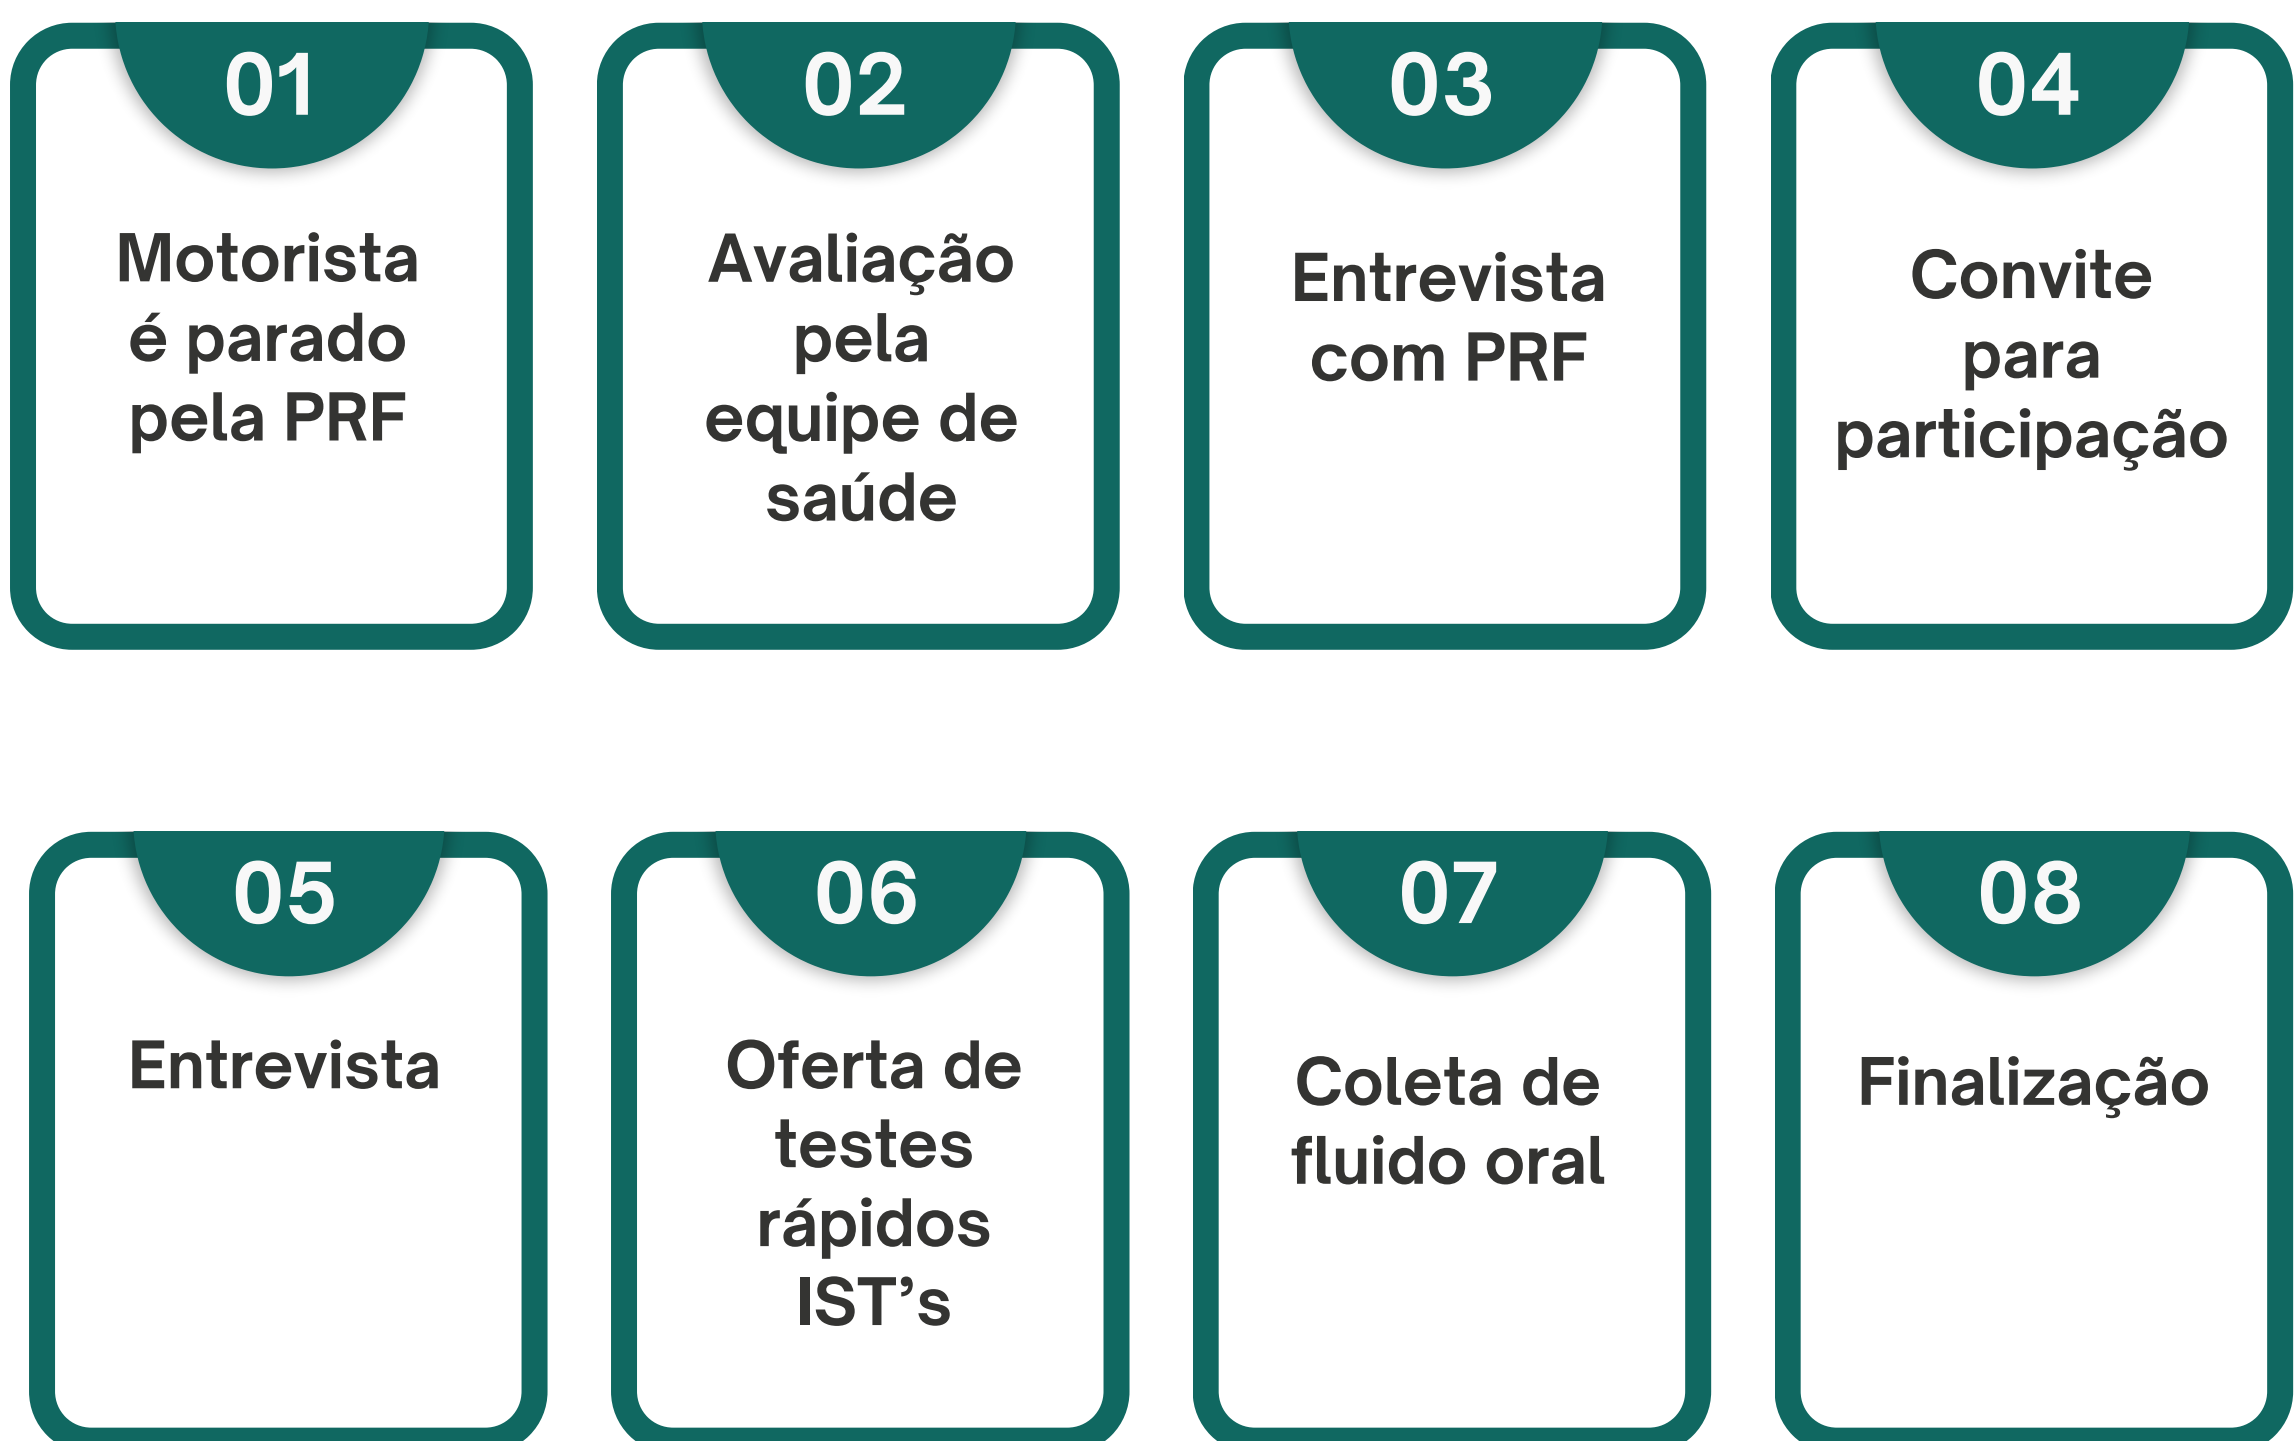 01
Motorista
é parado
pela PRF
02
Avaliação
pela
equipe de
saúde
03
Entrevista
com PRF
04
Convite
para
participação
05
Entrevista
06
Oferta de
testes
rápidos
IST’s
07
Coleta de
fluido oral
08
Finalização